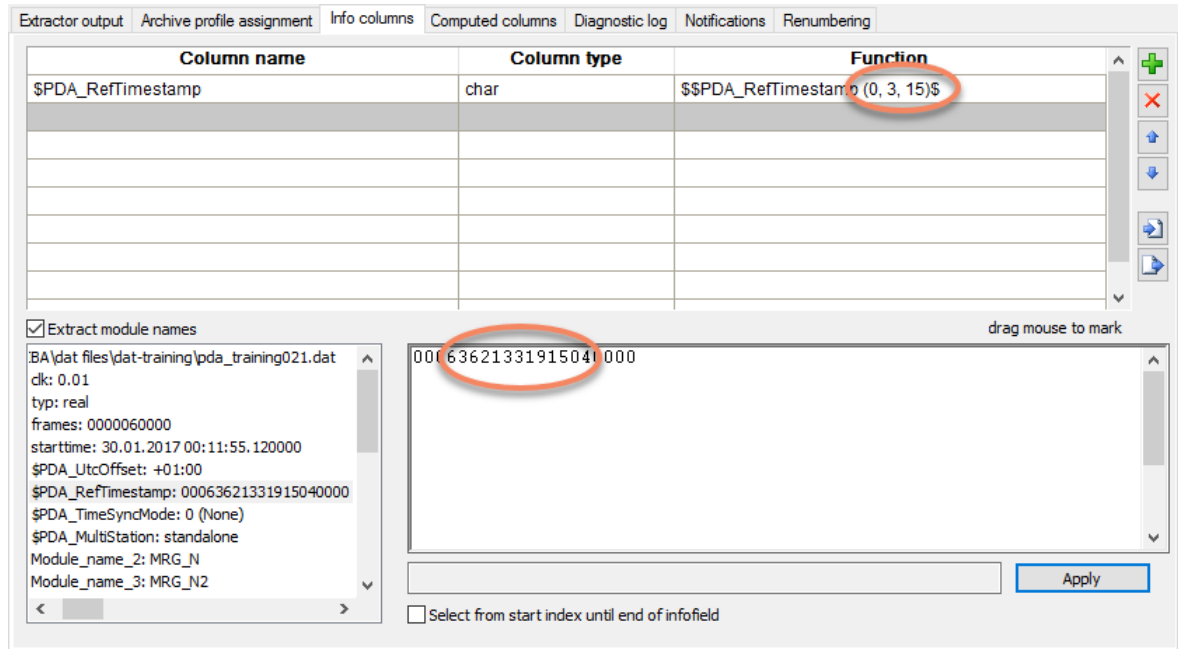 Extractor output Archive profile assignment Info columns Computed columns Diagnostic log Notifications Renumbering
Column name Column type Function
$PDA_RefTimestamp char $$PDA_RefTimestamp (0, 3, 15)$
Extract module names drag mouse to mark
:BA\dat files\dat-training\pda_training021.dat
clk: 0.01
typ: real
frames: 0000060000
starttime: 30.01.2017 00:11:55.120000
$PDA_UtcOffset: +01:00
$PDA_RefTimestamp: 00063621331915040000
$PDA_TimeSyncMode: 0 (None)
$PDA_MultiStation: standalone
Module_name_2: MRG_N
Module_name_3: MRG_N2
00063621331915040000
Apply
Select from start index until end of infofield